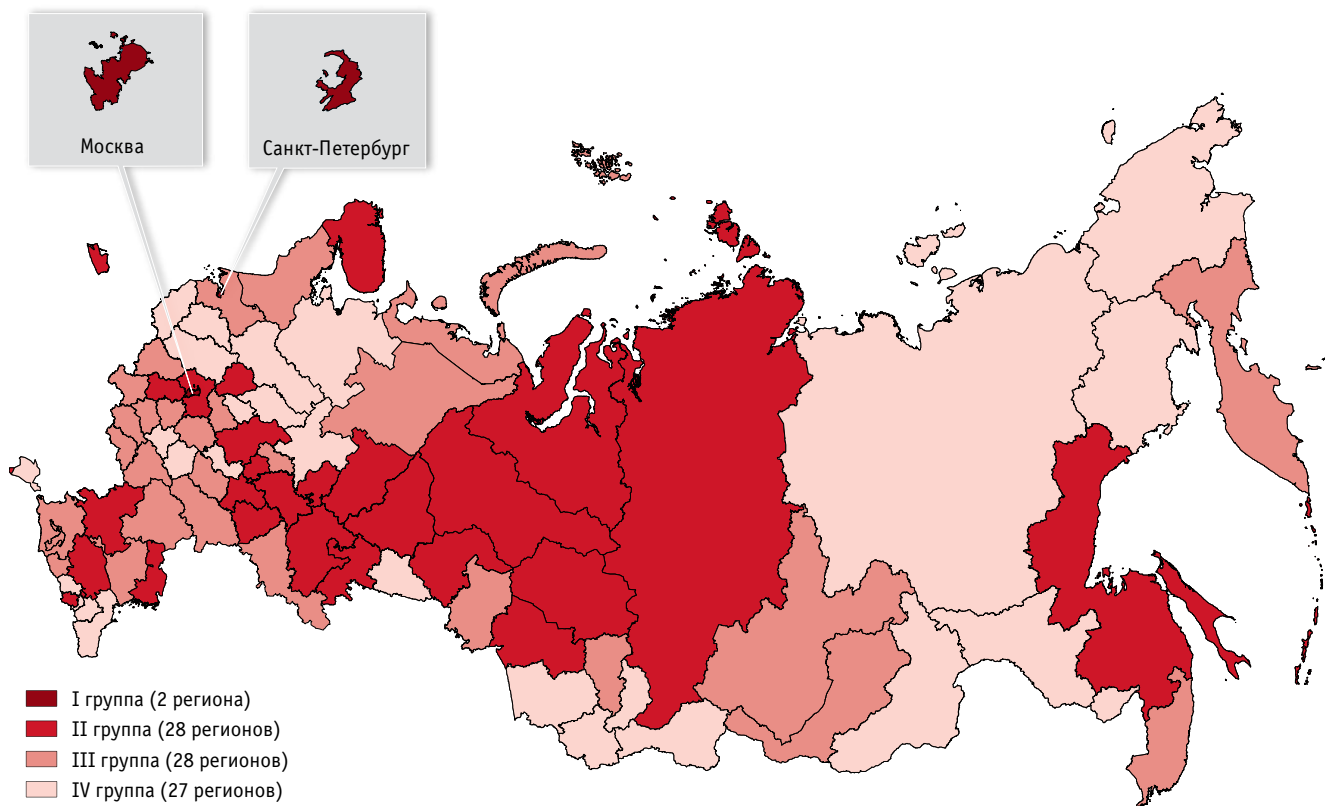 Москва
Санкт-Петербург
I группа (2 региона)
II группа (28 регионов)
III группа (28 регионов)
IV группа (27 регионов)